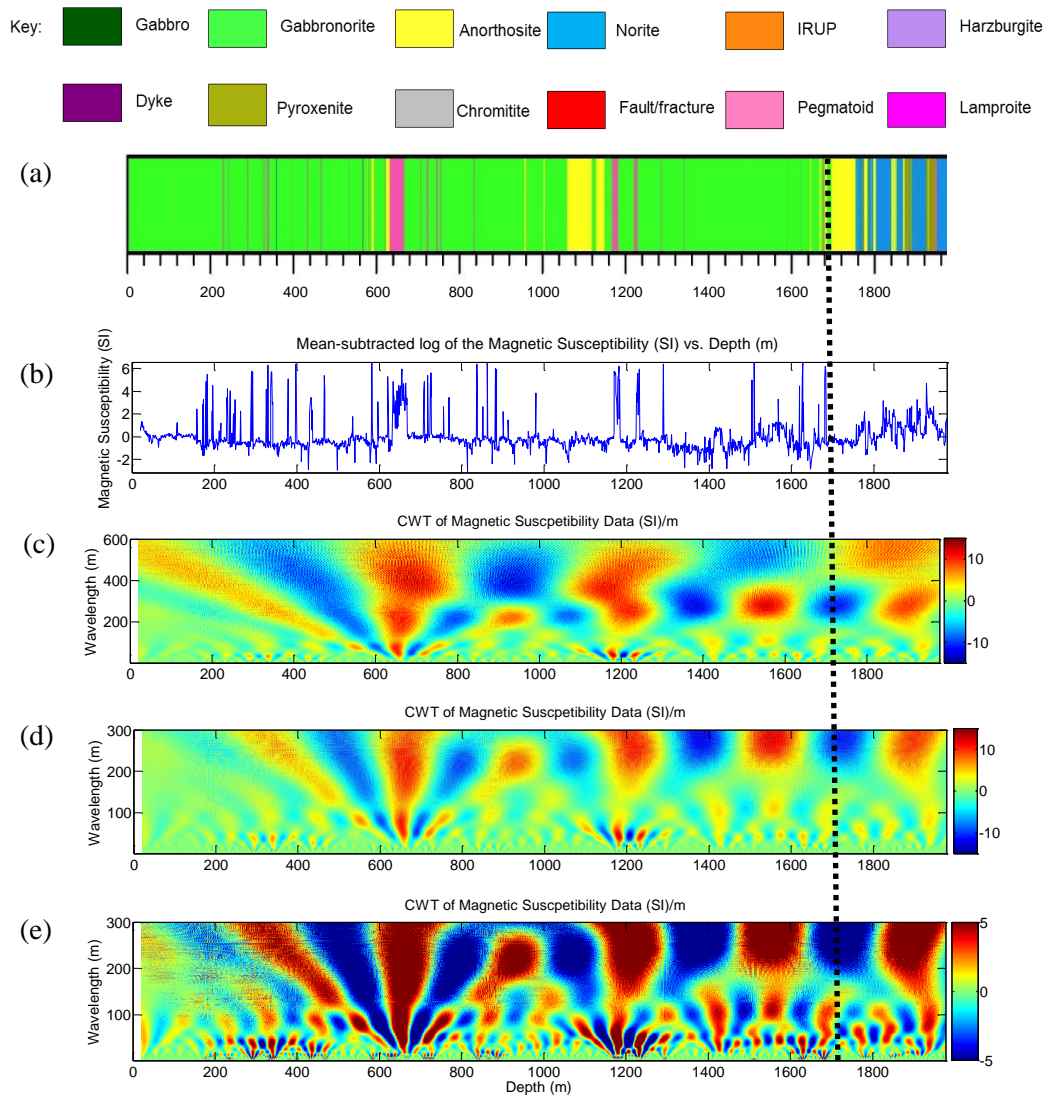 Key: Gabbro Gabbronorite Anorthosite Norite IRUP Harzburgite
Dyke Pyroxenite Chromitite Fault/fracture Pegmatoid Lamproite
(a)
0 200 400 600 800 1000 1200 1400 1600 1800
(b)
Mean-subtracted log of the Magnetic Susceptibility (SI) vs. Depth (m)
Magnetic Susceptibility (SI)
6
4
2
0
-2
0 200 400 600 800 1000 1200 1400 1600 1800
(c)
CWT of Magnetic Suscpetibility Data (SI)/m
Wavelength (m)
600
400
200
0 200 400 600 800 1000 1200 1400 1600 1800
10
5
0
-5
-10
(d)
CWT of Magnetic Suscpetibility Data (SI)/m
Wavelength (m)
300
200
100
0 200 400 600 800 1000 1200 1400 1600 1800
10
5
0
-5
-10
(e)
CWT of Magnetic Suscpetibility Data (SI)/m
Wavelength (m)
300
200
100
0 200 400 600 800 1000 1200 1400 1600 1800
Depth (m)
5
0
-5